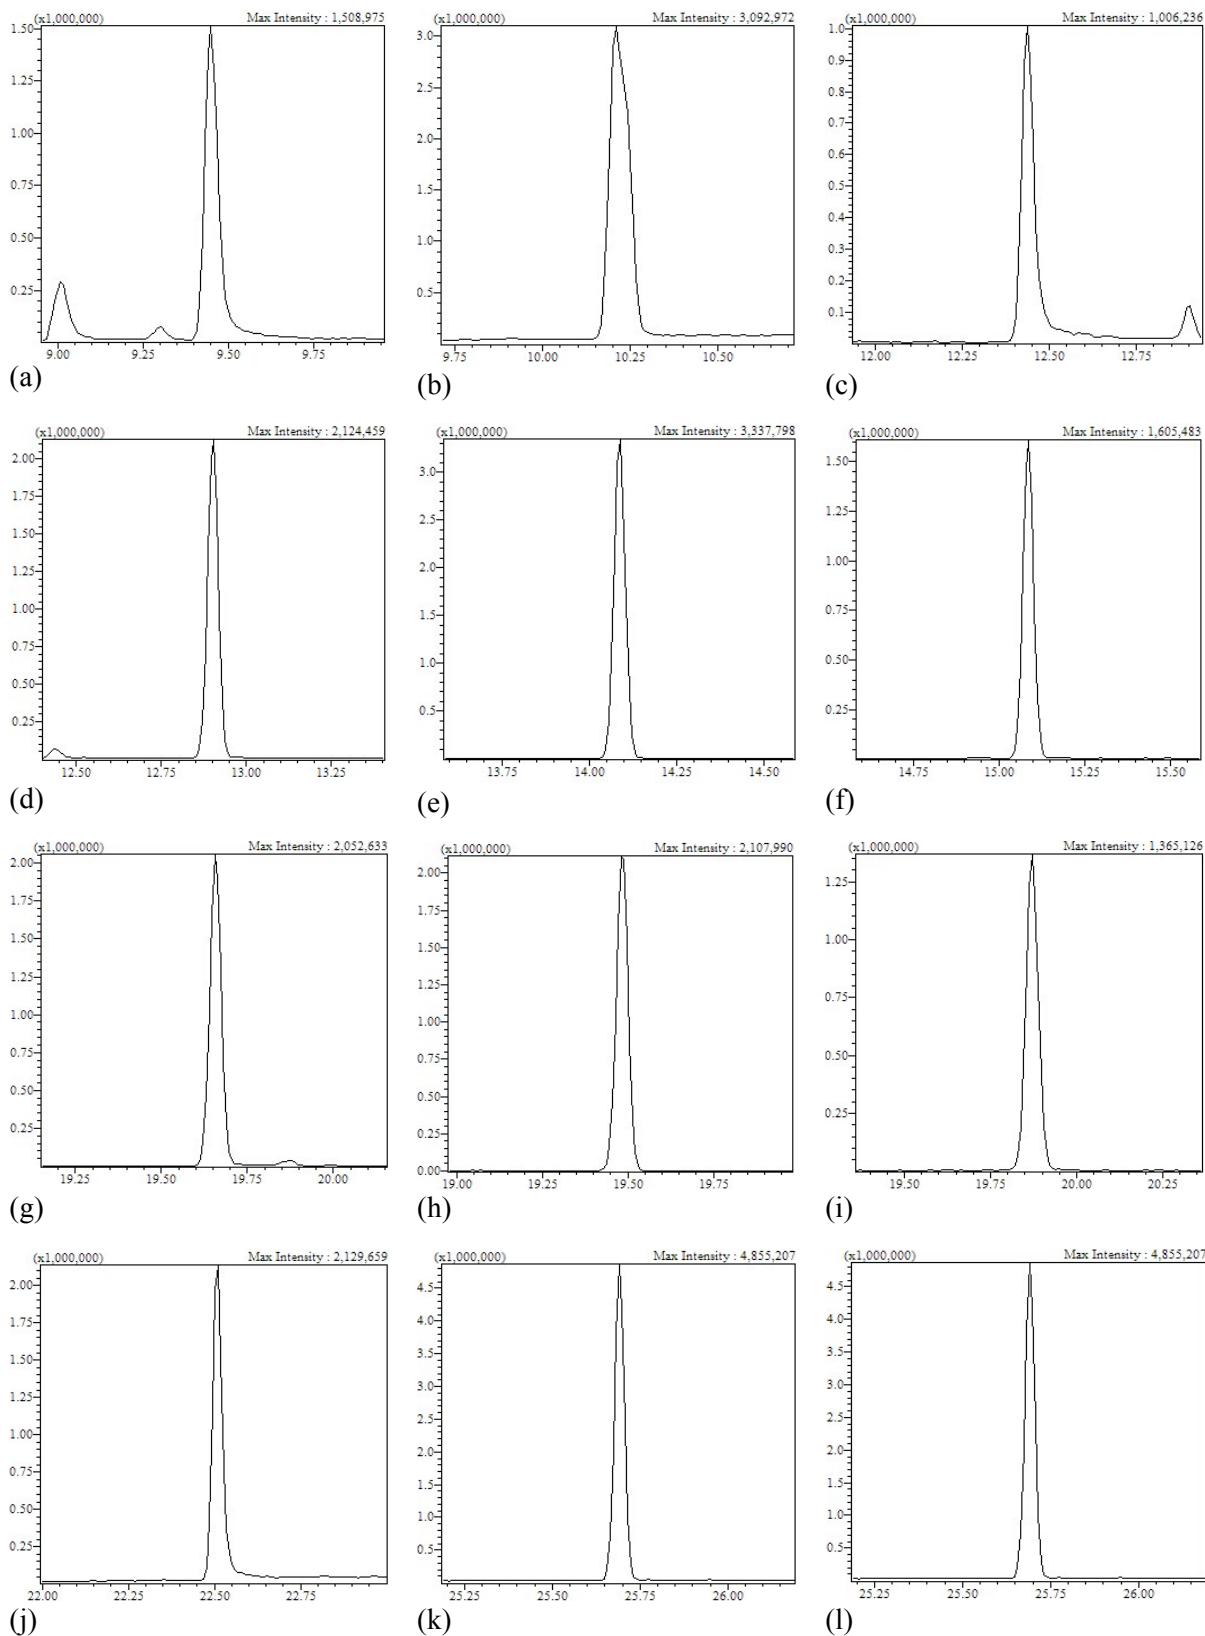 (x1,000,000) Max Intensity : 1,508,975
1.50
1.25
1.00
0.75
0.50
0.25
9.00 9.25 9.50 9.75
(a)
(x1,000,000) Max Intensity : 3,092,972
3.0
2.5
2.0
1.5
1.0
0.5
9.75 10.00 10.25 10.50
(b)
(x1,000,000) Max Intensity : 1,006,236
1.0
0.9
0.8
0.7
0.6
0.5
0.4
0.3
0.2
0.1
12.00 12.25 12.50 12.75
(c)
(x1,000,000) Max Intensity : 2,124,459
2.00
1.75
1.50
1.25
1.00
0.75
0.50
0.25
12.50 12.75 13.00 13.25
(d)
(x1,000,000) Max Intensity : 3,337,798
3.0
2.5
2.0
1.5
1.0
0.5
13.75 14.00 14.25 14.50
(e)
(x1,000,000) Max Intensity : 1,605,483
1.50
1.25
1.00
0.75
0.50
0.25
14.75 15.00 15.25 15.50
(f)
(x1,000,000) Max Intensity : 2,052,633
2.00
1.75
1.50
1.25
1.00
0.75
0.50
0.25
19.25 19.50 19.75 20.00
(g)
(x1,000,000) Max Intensity : 2,107,990
2.00
1.75
1.50
1.25
1.00
0.75
0.50
0.25
0.00
19.00 19.25 19.50 19.75
(h)
(x1,000,000) Max Intensity : 1,365,126
1.25
1.00
0.75
0.50
0.25
19.50 19.75 20.00 20.25
(i)
(x1,000,000) Max Intensity : 2,129,659
2.00
1.75
1.50
1.25
1.00
0.75
0.50
0.25
22.00 22.25 22.50 22.75
(j)
(x1,000,000) Max Intensity : 4,855,207
4.5
4.0
3.5
3.0
2.5
2.0
1.5
1.0
0.5
25.25 25.50 25.75 26.00
(k)
(x1,000,000) Max Intensity : 4,855,207
4.5
4.0
3.5
3.0
2.5
2.0
1.5
1.0
0.5
25.25 25.50 25.75 26.00
(l)